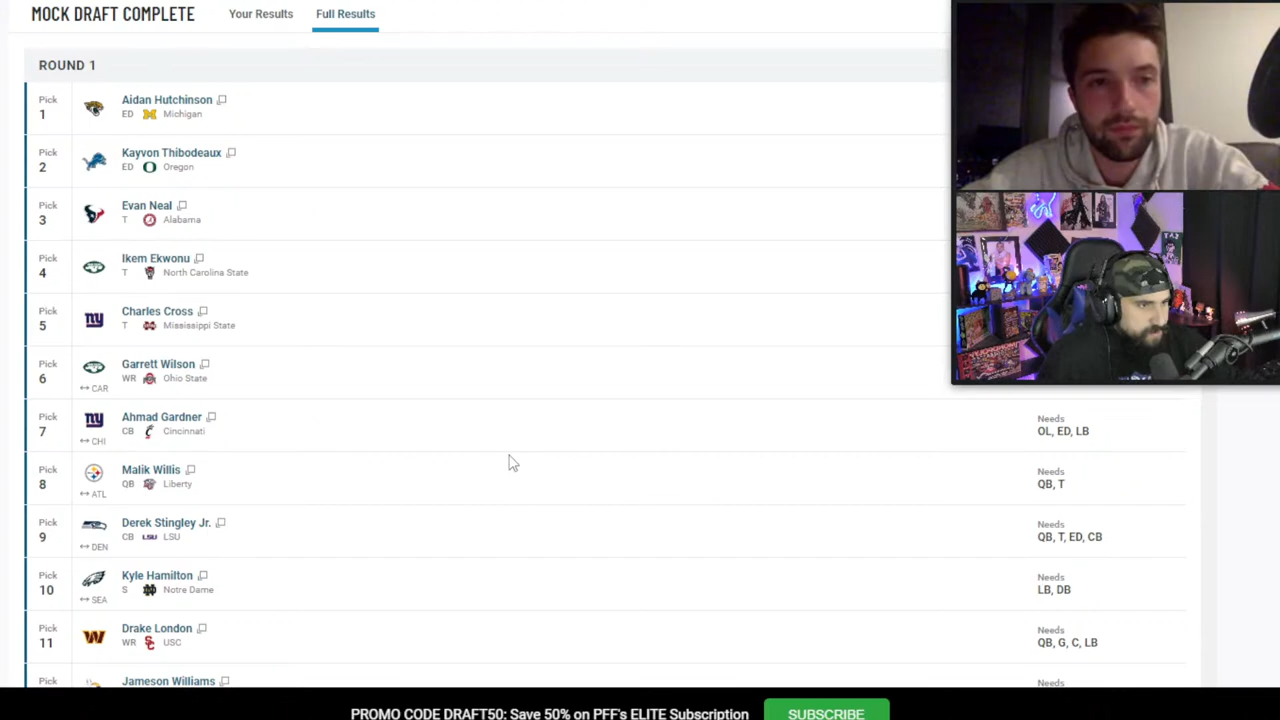 MOCK DRAFT COMPLETE
Your Results
Full Results
ROUND 1
Pick
1
Aidan Hutchinson
ED Michigan
Pick
2
Kayvon Thibodeaux
ED Oregon
Pick
3
Evan Neal
T Alabama
Pick
4
Ikem Ekwonu
T North Carolina State
Pick
5
Charles Cross
T Mississippi State
Pick
6
↔ CAR
Garrett Wilson
WR Ohio State
Pick
7
↔ CHI
Ahmad Gardner
CB Cincinnati
Needs
OL, ED, LB
Pick
8
↔ ATL
Malik Willis
QB Liberty
Needs
QB, T
Pick
9
↔ DEN
Derek Stingley Jr.
CB LSU LSU
Needs
QB, T, ED, CB
Pick
10
↔ SEA
Kyle Hamilton
S Notre Dame
Needs
LB, DB
Pick
11
Drake London
WR USC
Needs
QB, G, C, LB
Pick
Jameson Williams
Needs
PROMO CODE DRAFT50: Save 50% on PFF's ELITE Subscription
SUBSCRIBE